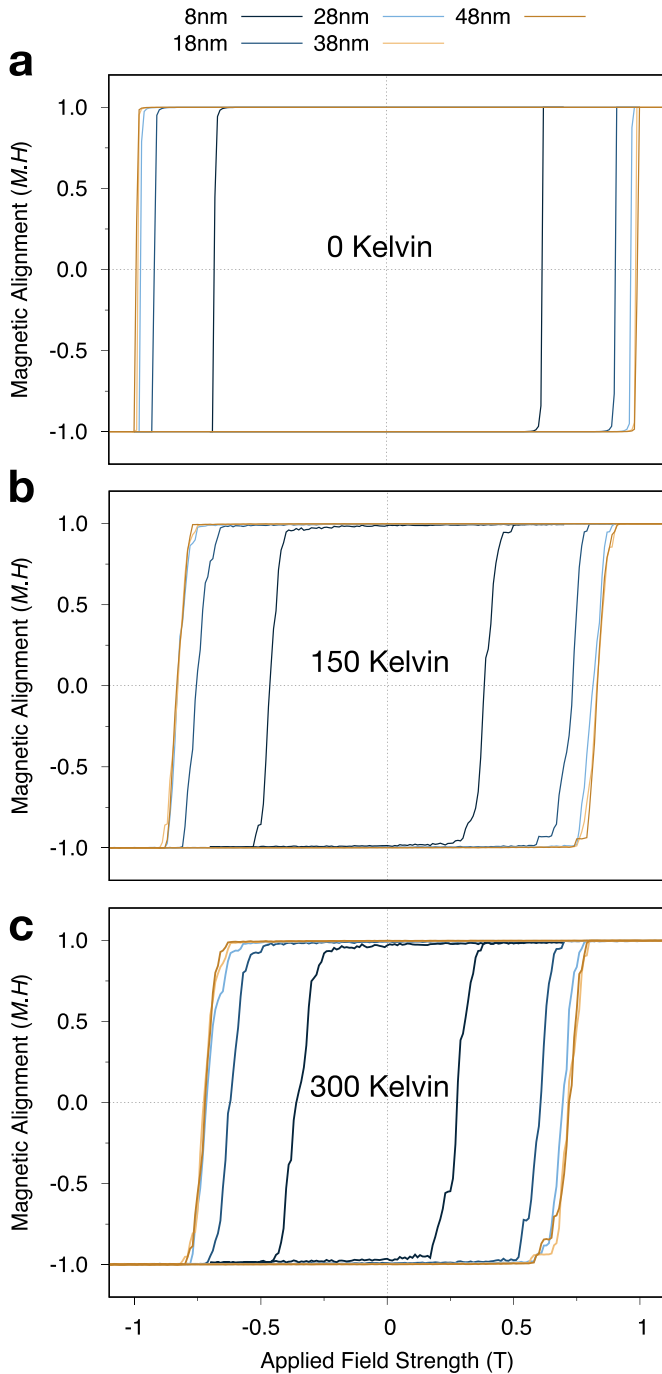 8nm 28nm 48nm
18nm 38nm
a
1.0
0.5
0.0
-0.5
-1.0
Magnetic Alignment (M.H)
0 Kelvin
b
1.0
0.5
0.0
-0.5
-1.0
Magnetic Alignment (M.H)
150 Kelvin
c
1.0
0.5
0.0
-0.5
-1.0
Magnetic Alignment (M.H)
300 Kelvin
-1 -0.5 0 0.5 1
Applied Field Strength (T)